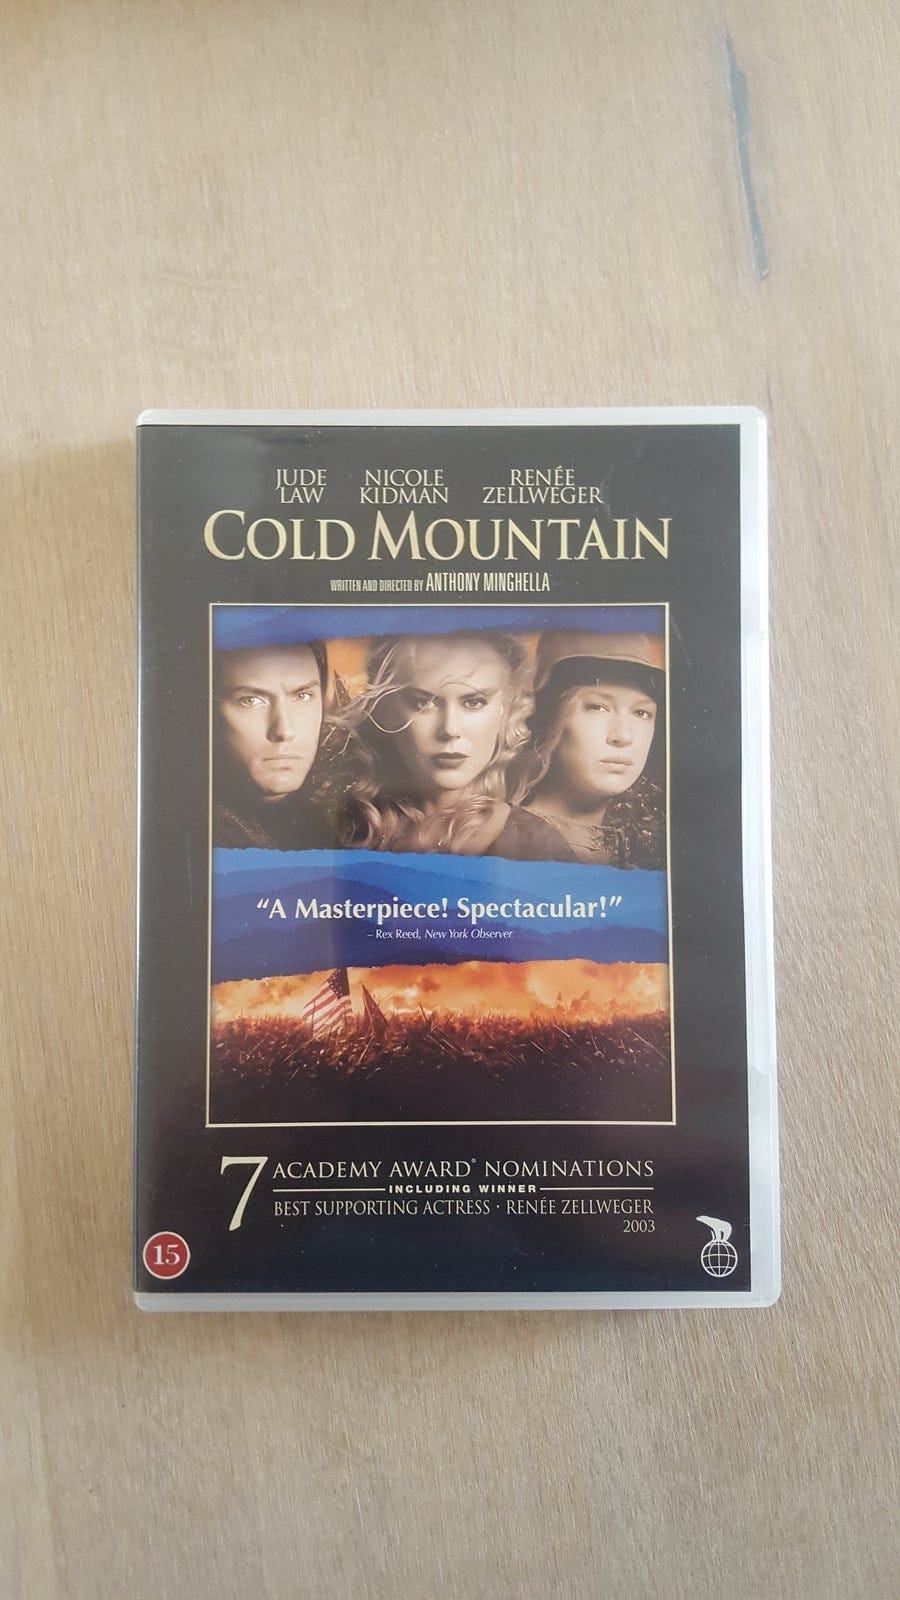 JUDE LAW NICOLE KIDMAN RENÉE ZELLWEGER
COLD MOUNTAIN
WRITTEN AND DIRECTED BY ANTHONY MINGHELLA
“A Masterpiece! Spectacular!”
– Rex Reed, New York Observer
7 ACADEMY AWARD® NOMINATIONS
INCLUDING WINNER
BEST SUPPORTING ACTRESS · RENÉE ZELLWEGER
2003
15